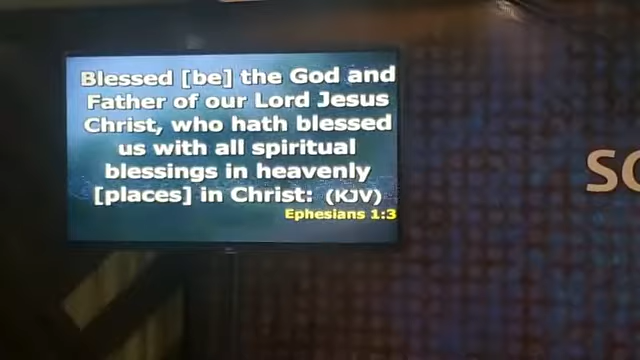 Blessed [be] the God and
Father of our Lord Jesus
Christ, who hath blessed
us with all spiritual
blessings in heavenly
[places] in Christ: (KJV)
Ephesians 1:3